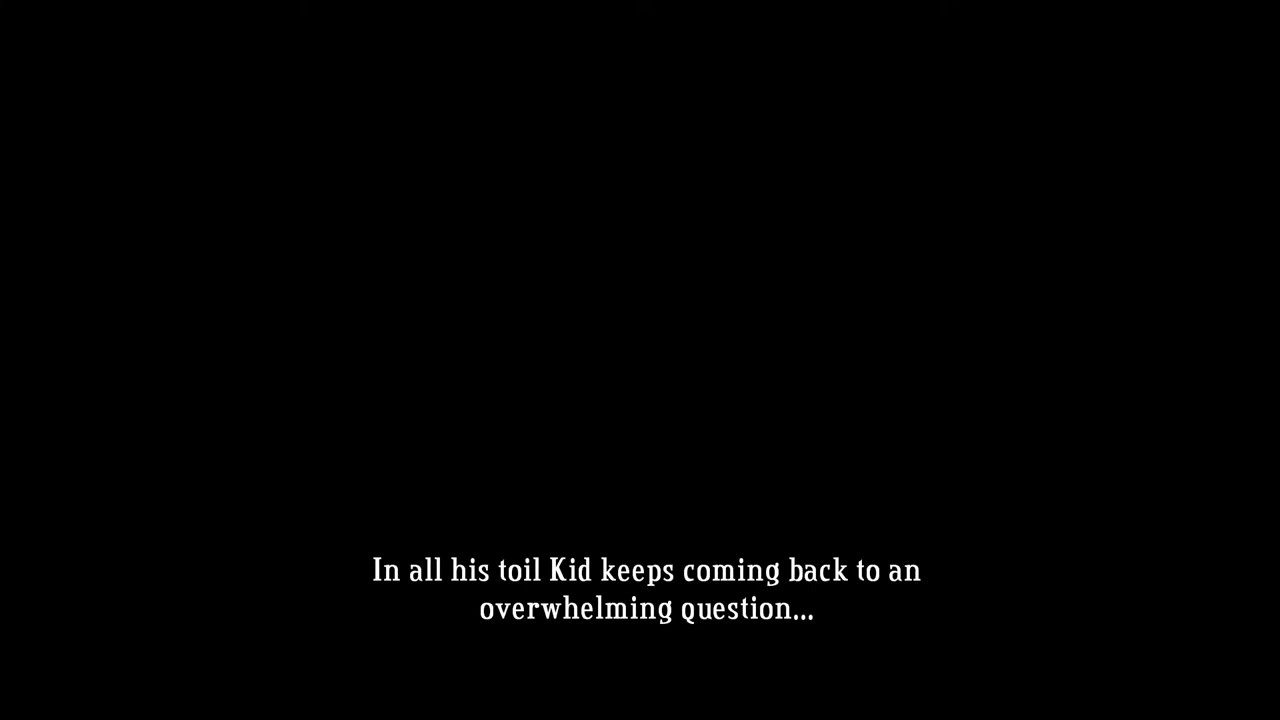 In all his toil Kid keeps coming back to an
overwhelming question...